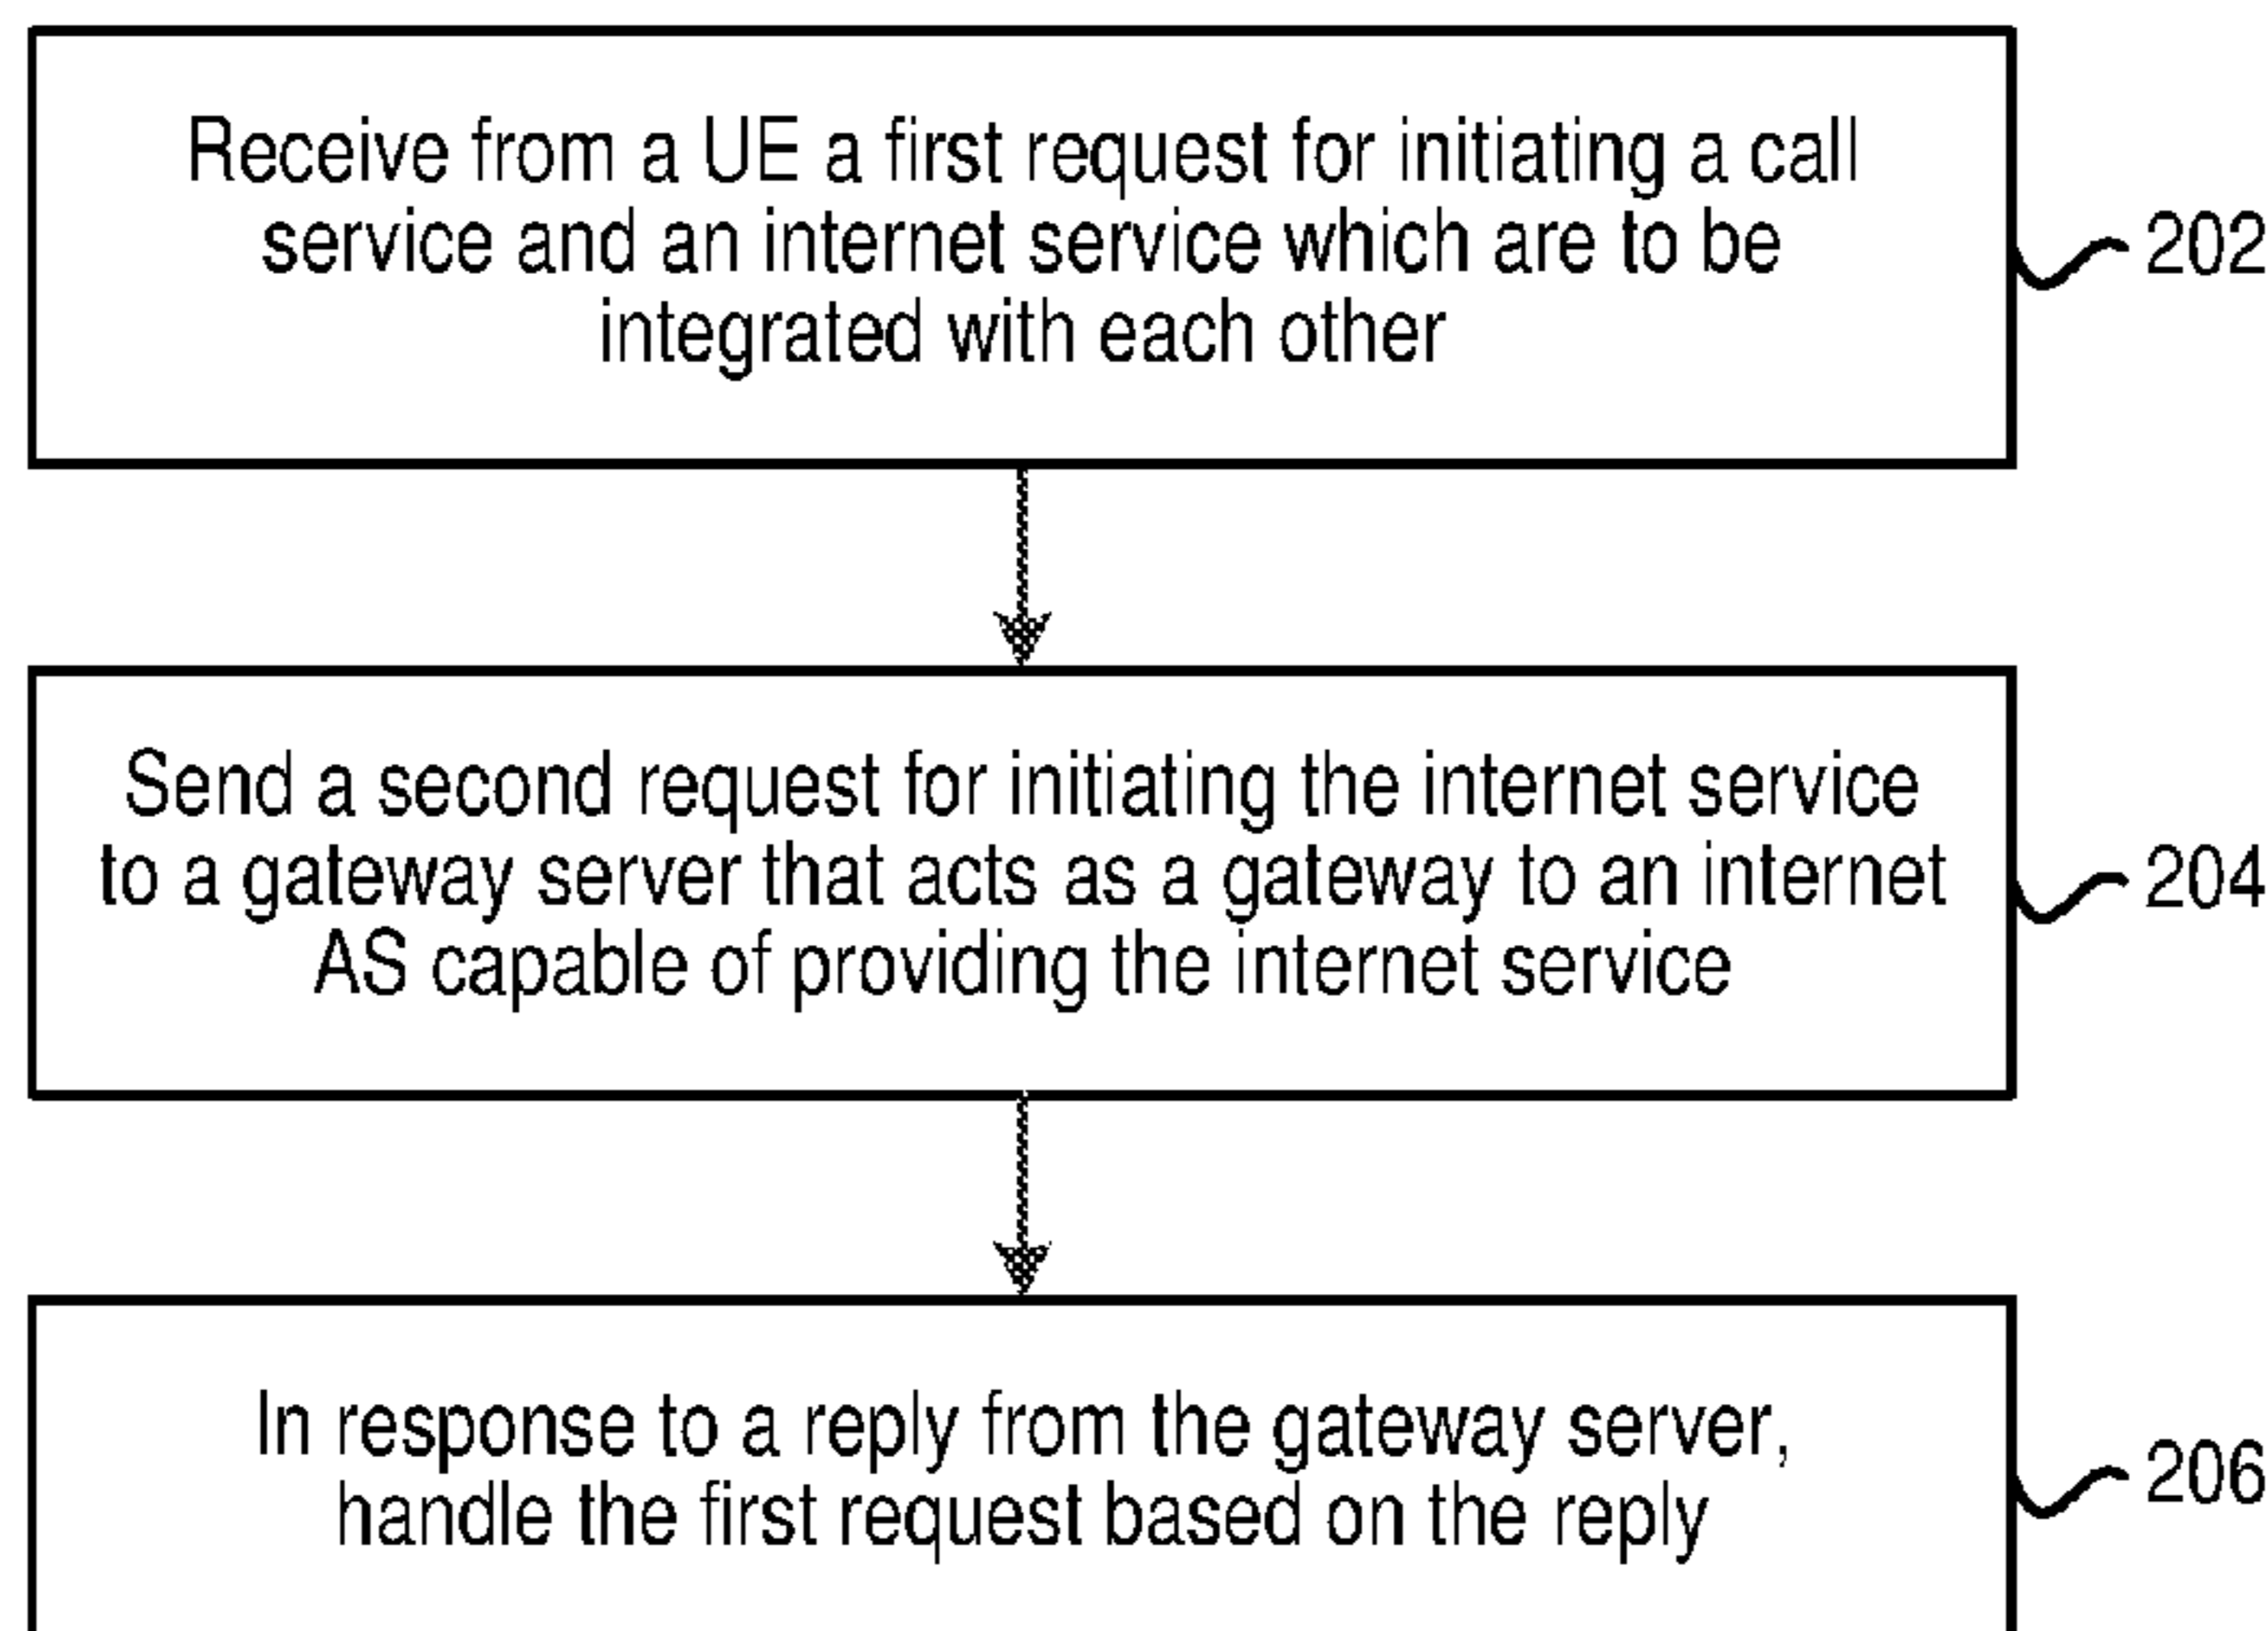 Receive from a UE a first request for initiating a call
service and an internet service which are to be
integrated with each other
202
Send a second request for initiating the internet service
to a gateway server that acts as a gateway to an internet
AS capable of providing the internet service
204
In response to a reply from the gateway server,
handle the first request based on the reply
206